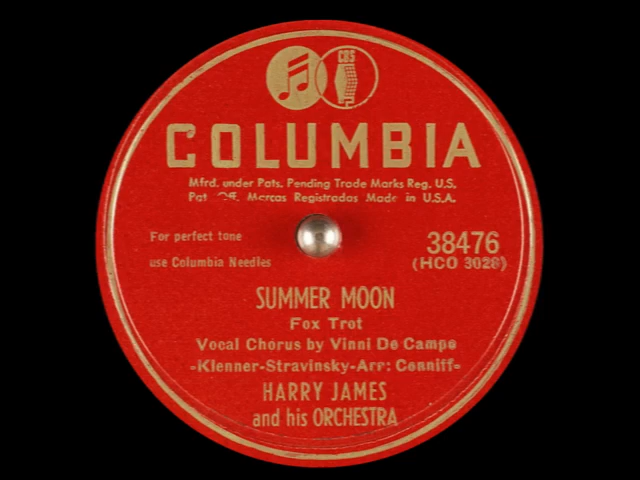 CBS
COLUMBIA
Mfrd. under Pats. Pending Trade Marks Reg. U.S.
Pat. Off. Marcas Registradas Made in U.S.A.
For perfect tone
use Columbia Needles
38476
(HCO 3028)
SUMMER MOON
Fox Trot
Vocal Chorus by Vinni De Campo
-Klenner-Stravinsky-Arr: Conniff-
HARRY JAMES
and his ORCHESTRA